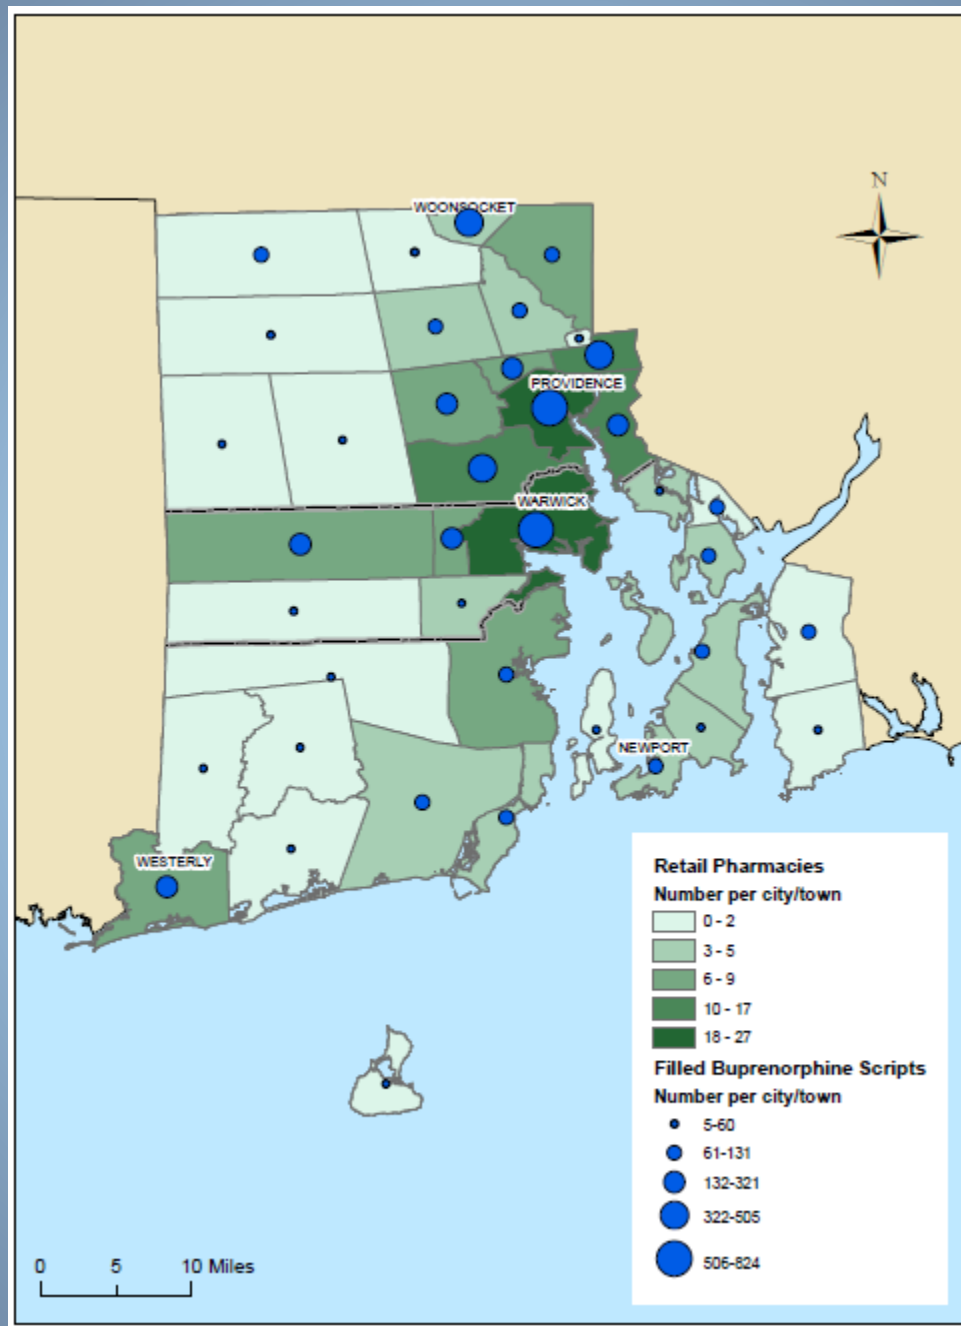 N
WOONSOCKET
PROVIDENCE
WARWICK
NEWPORT
WESTERLY
Retail Pharmacies
Number per city/town
0 - 2
3 - 5
6 - 9
10 - 17
18 - 27
Filled Buprenorphine Scripts
Number per city/town
5-60
61-131
132-321
322-505
506-824
0 5 10 Miles